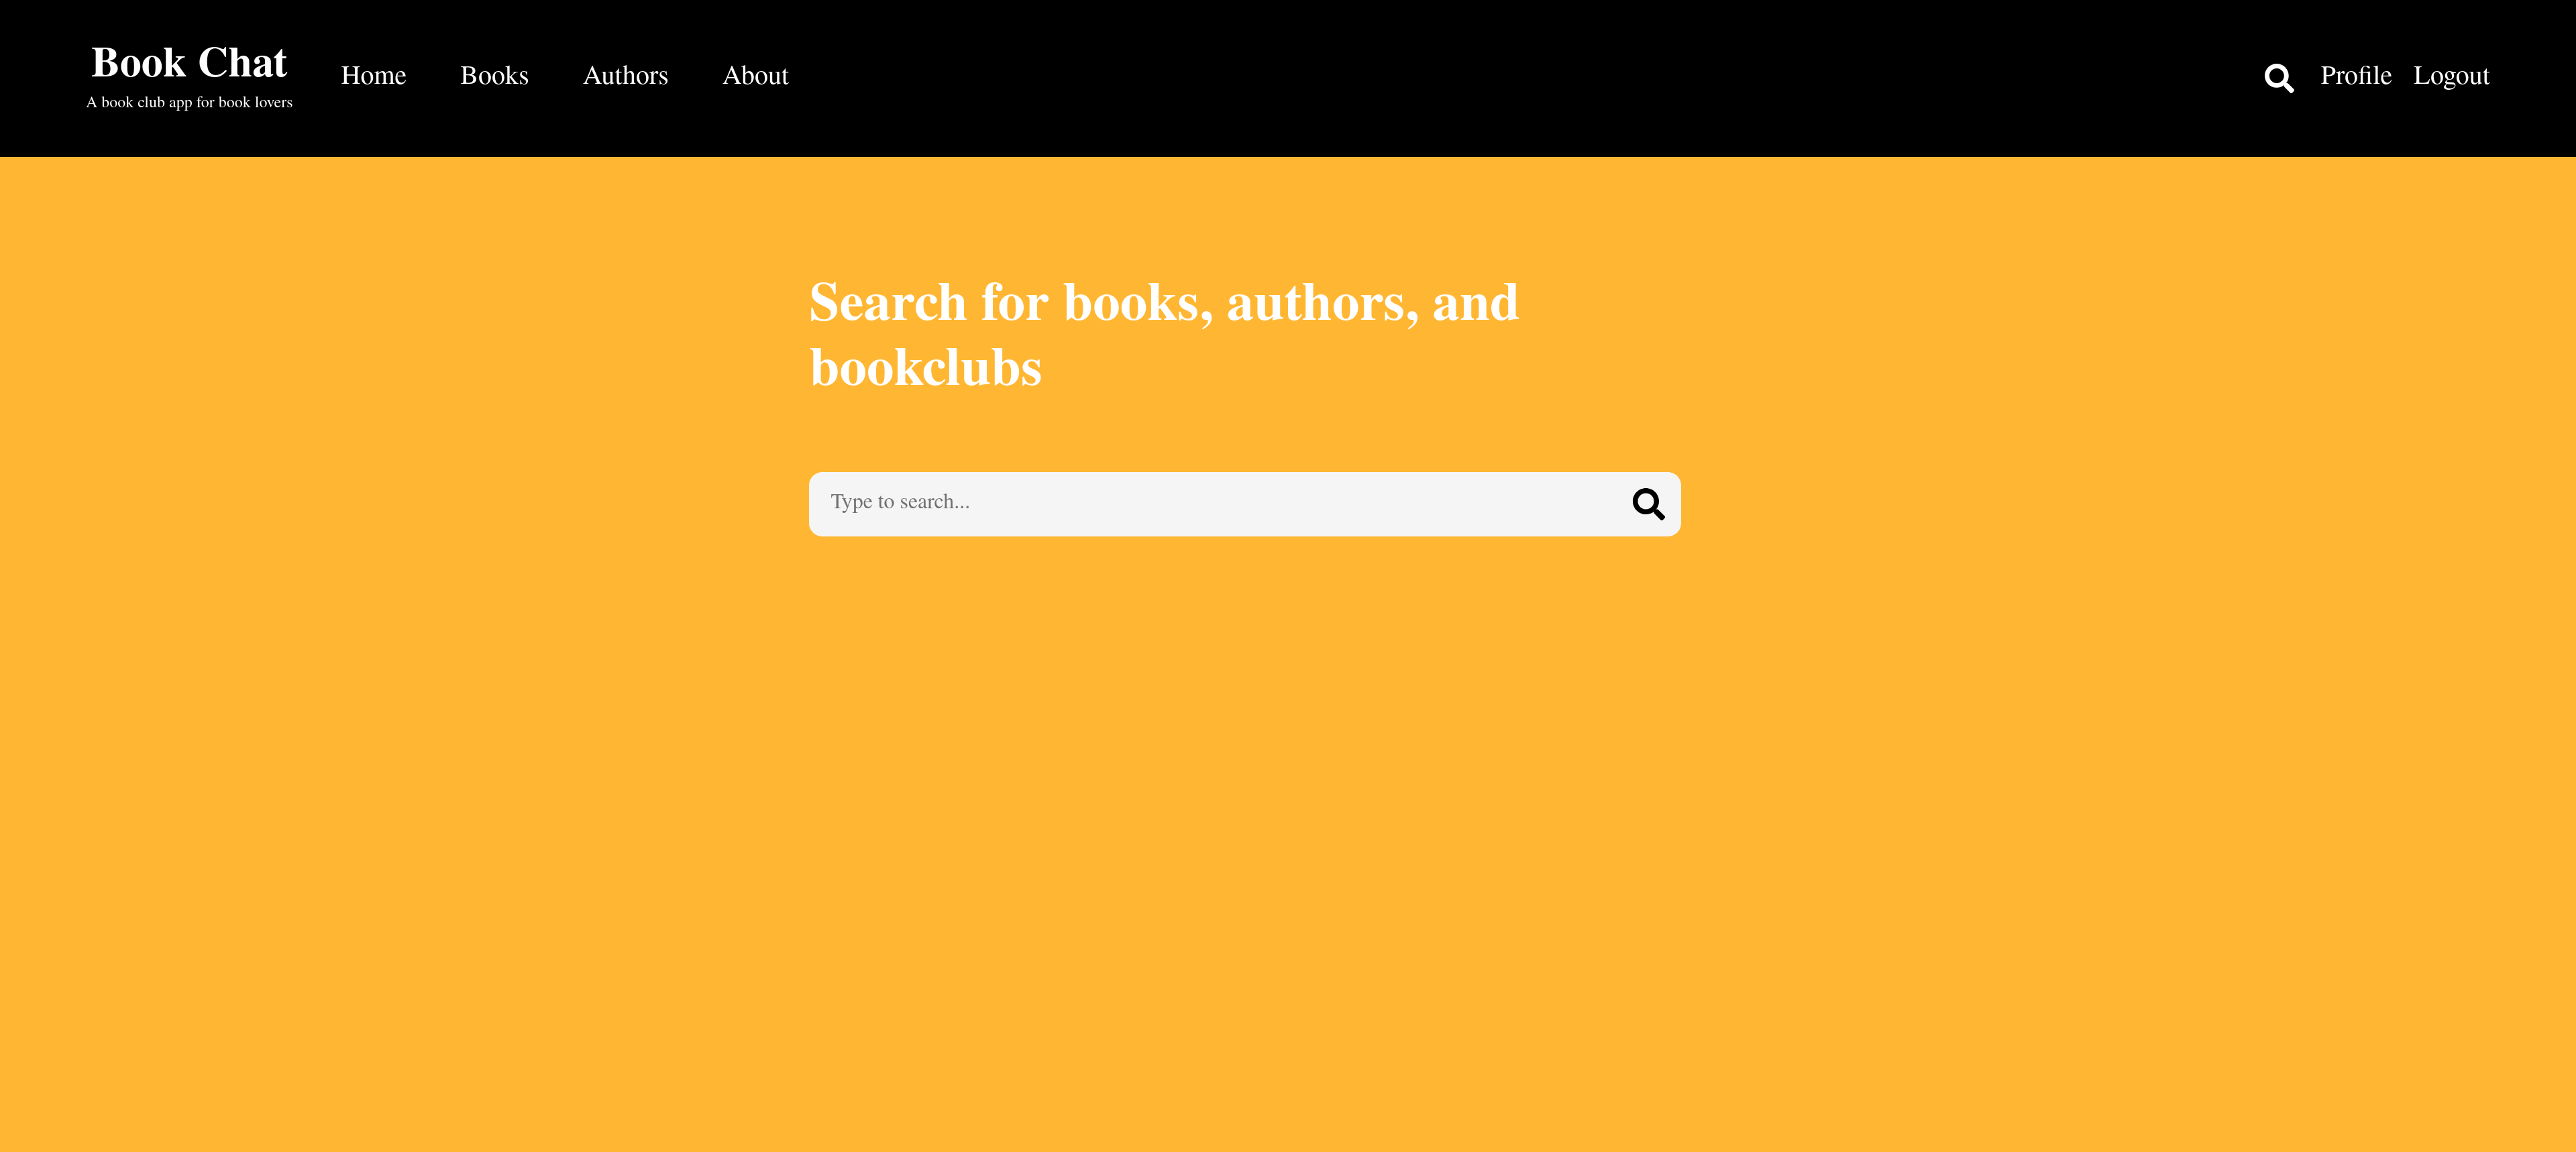 Book Chat
A book club app for book lovers
Home
Books
Authors
About
Profile
Logout
Search for books, authors, and
bookclubs
Type to search...